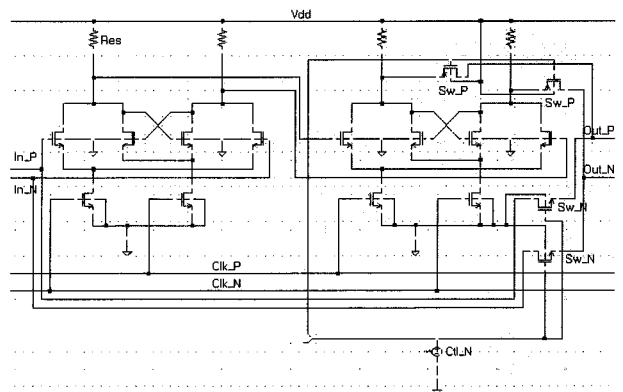 Vdd
Res
Sw_P
Sw_P
In_P
Out_P
In_N
Out_N
Sw_N
Sw_N
Clk_P
Clk_N
Ctl_N